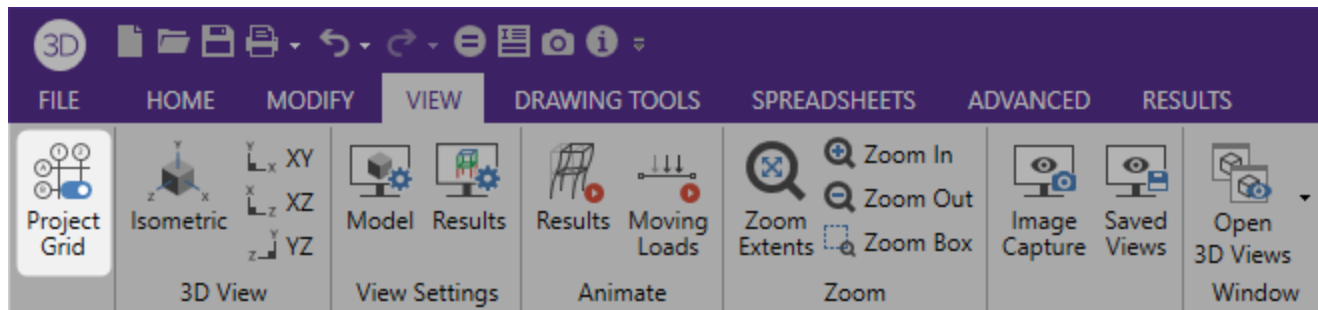 3D
FILE HOME MODIFY VIEW DRAWING TOOLS SPREADSHEETS ADVANCED RESULTS
Project
Grid
Isometric
Y X XY
X Z XZ
Y Z YZ
Y Z X
3D View
Model Results
View Settings
Results Moving
Loads
Animate
Zoom
Extents
Zoom In
Zoom Out
Zoom Box
Zoom
Image
Capture
Saved
Views
Open
3D Views
Window